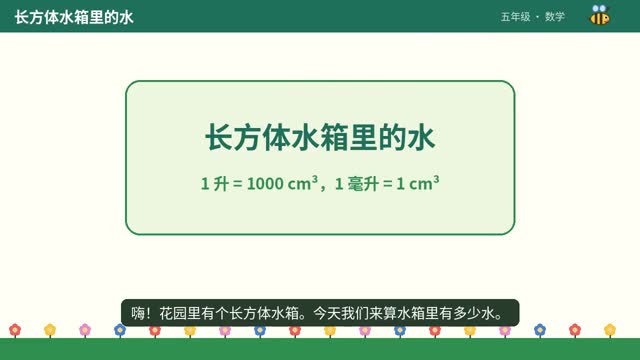 长方体水箱里的水
五年级 · 数学
长方体水箱里的水
1 升 = 1000 cm³，1 毫升 = 1 cm³
嗨！花园里有个长方体水箱。今天我们来算水箱里有多少水。